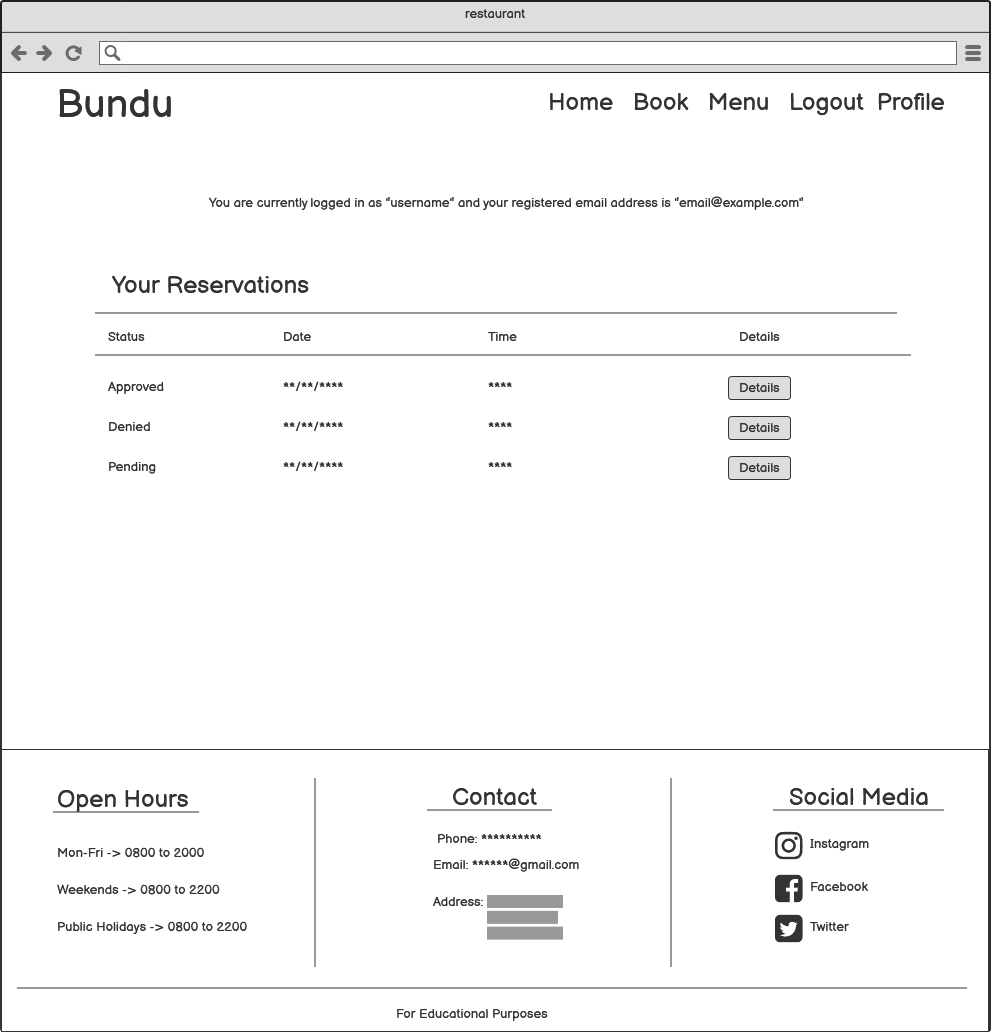 restaurant
Bundu
Home Book Menu Logout Profile
You are currently logged in as "username" and your registered email address is "email@example.com"
Your Reservations
Status Date Time Details
Approved **/**/**** **** Details
Denied **/**/**** **** Details
Pending **/**/**** **** Details
Open Hours
Mon-Fri -> 0800 to 2000
Weekends -> 0800 to 2200
Public Holidays -> 0800 to 2200
Contact
Phone: **********
Email: ******@gmail.com
Address:
Social Media
Instagram
Facebook
Twitter
For Educational Purposes